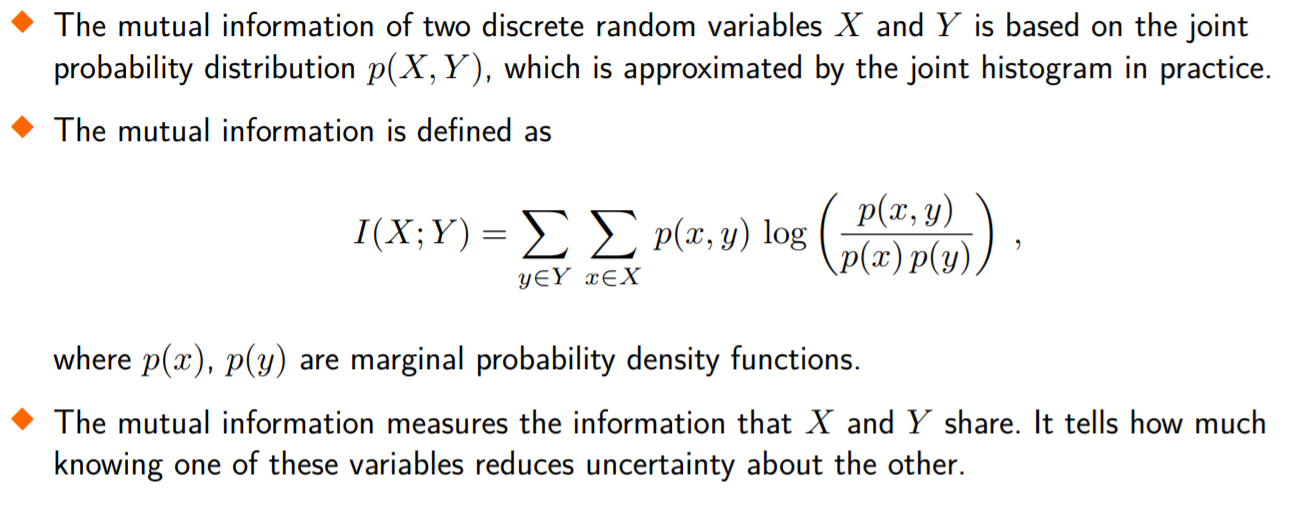 ◆ The mutual information of two discrete random variables X and Y is based on the joint
probability distribution p(X, Y), which is approximated by the joint histogram in practice.
◆ The mutual information is defined as
I(X; Y) = ∑_{y∈Y} ∑_{x∈X} p(x, y) log ( p(x, y) / p(x) p(y) ) ,
where p(x), p(y) are marginal probability density functions.
◆ The mutual information measures the information that X and Y share. It tells how much
knowing one of these variables reduces uncertainty about the other.